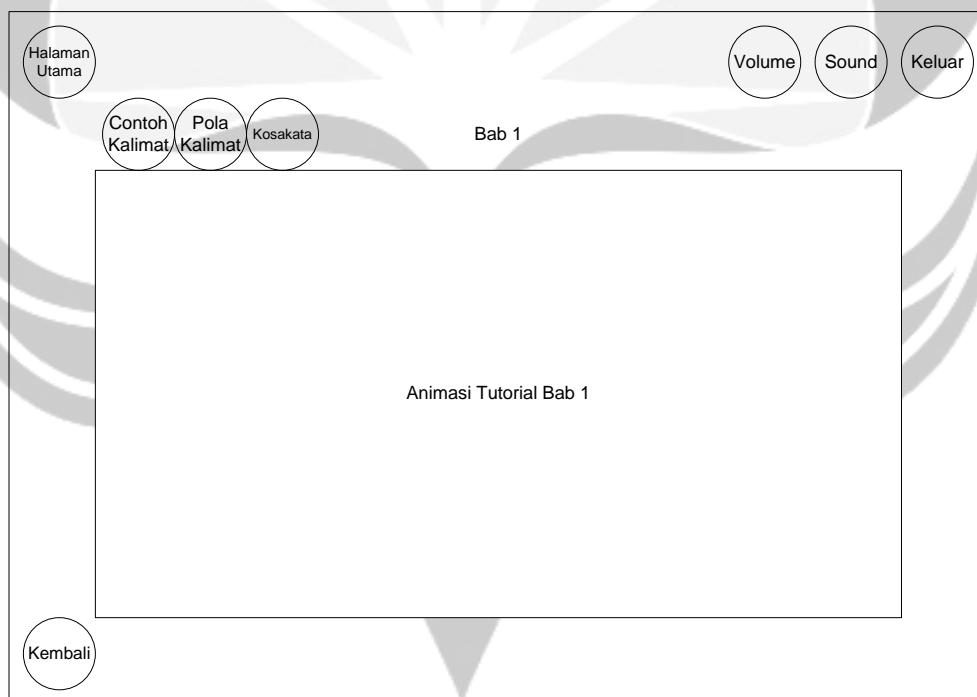 Halaman
Utama
Volume
Sound
Keluar
Contoh
Kalimat
Pola
Kalimat
Kosakata
Bab 1
Animasi Tutorial Bab 1
Kembali